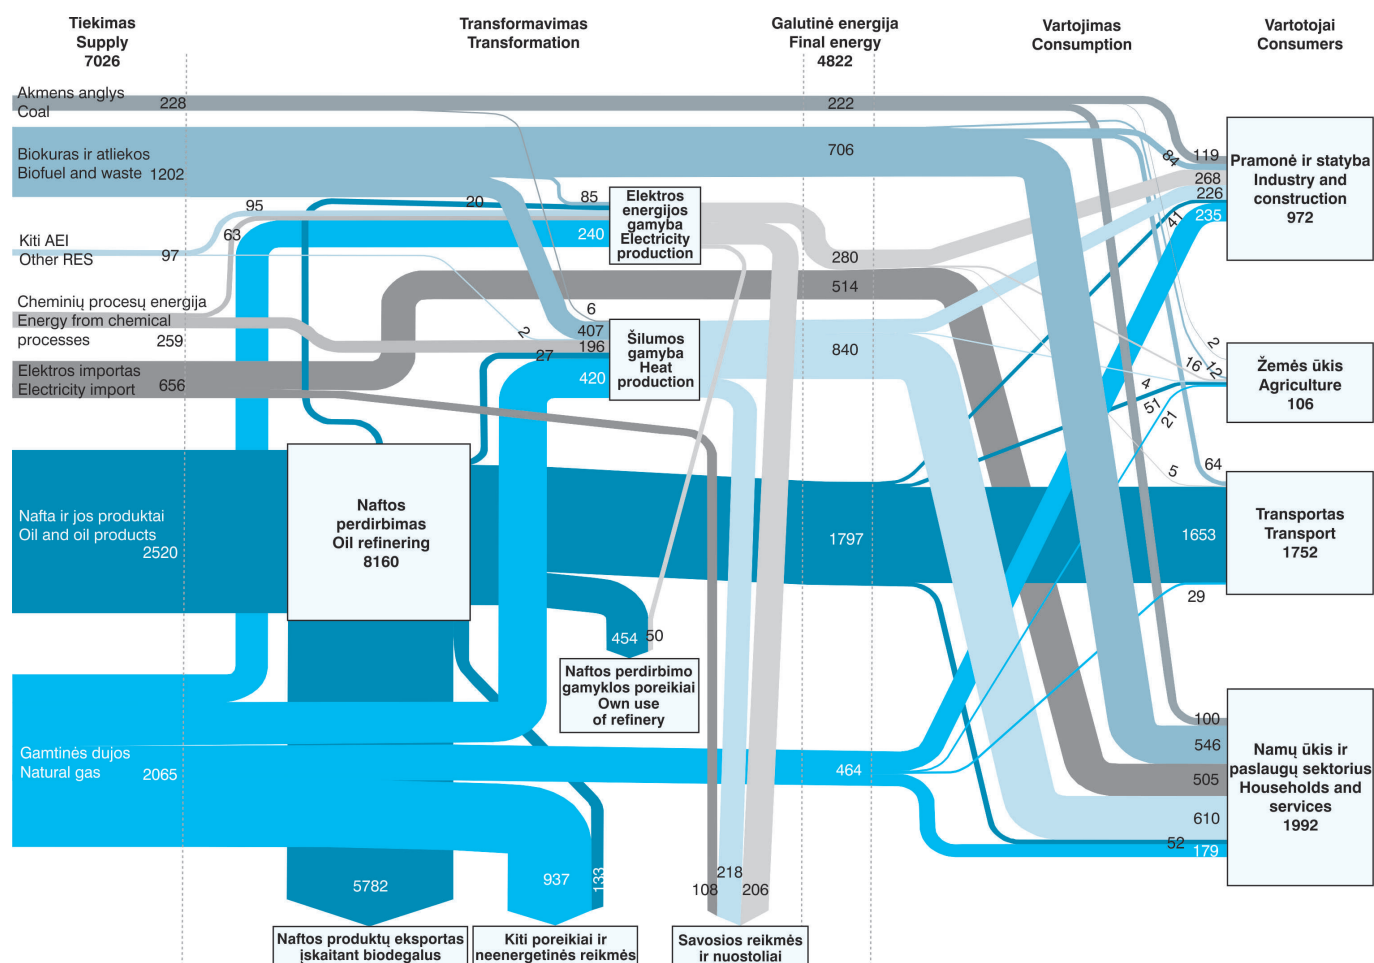 Tiekimas
Supply
7026
Transformavimas
Transformation
Galutinė energija
Final energy
4822
Vartojimas
Consumption
Vartotojai
Consumers
Akmens anglys
Coal
228
222
Biokuras ir atliekos
Biofuel and waste
1202
706
Kiti AEI
Other RES
97
95
63
20
85
240
Elektros
energijos
gamyba
Electricity
production
280
514
Cheminių procesų energija
Energy from chemical
processes
259
Elektros importas
Electricity import
656
2
6
407
196
27
420
Šilumos
gamyba
Heat
production
840
Nafta ir jos produktai
Oil and oil products
2520
Naftos
perdirbimas
Oil refinering
8160
1797
454
50
Naftos perdirbimo
gamyklos poreikiai
Own use
of refinery
Gamtinės dujos
Natural gas
2065
464
5782
937
133
108
218
206
Naftos produktų eksportas
įskaitant biodegalus
Kiti poreikiai ir
neenergetinės reikmės
Savosios reikmės
ir nuostoliai
119
84
268
226
41
235
Pramonė ir statyba
Industry and
construction
972
2
12
16
4
51
21
Žemės ūkis
Agriculture
106
64
5
1653
29
Transportas
Transport
1752
100
546
505
610
52
179
Namų ūkis ir
paslaugų sektorius
Households and
services
1992